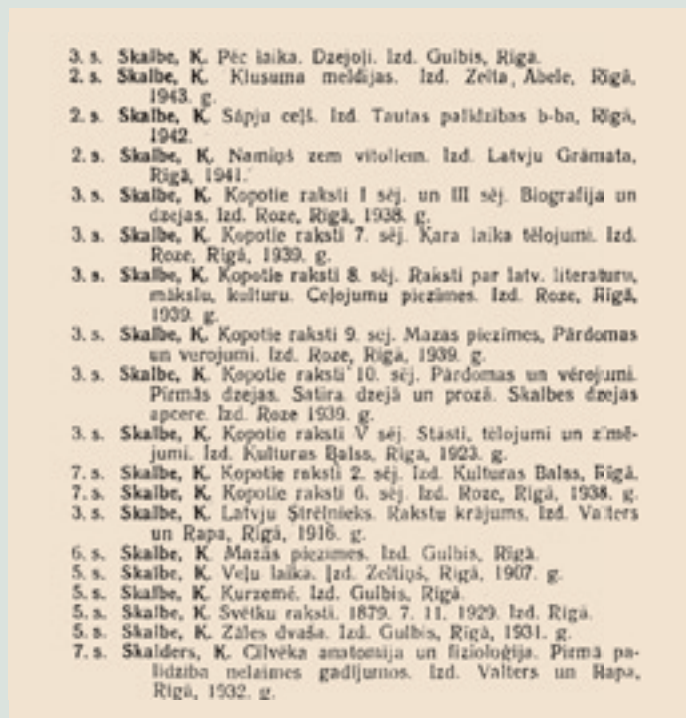 3. s. Skalbe, K. Pēc laika. Dzejoļi. Izd. Gulbis, Rīgā.
2. s. Skalbe, K. Klusuma meldijas. Izd. Zelta Ābele, Rīgā,
1943. g.
2. s. Skalbe, K. Sāpju ceļš. Izd. Tautas palīdzības b-ba, Rīgā,
1942.
2. s. Skalbe, K. Namiņš zem vītoliem. Izd. Latvju Grāmata,
Rīgā, 1941.
3. s. Skalbe, K. Kopotie raksti I sēj. un III sēj. Biografija un
dzejas. Izd. Roze, Rīgā, 1938. g.
3. s. Skalbe, K. Kopotie raksti 7. sēj. Kara laika tēlojumi. Izd.
Roze, Rīgā, 1939. g.
3. s. Skalbe, K. Kopotie raksti 8. sēj. Raksti par latv. literaturu,
mākslu, kulturu. Ceļojumu piezīmes. Izd. Roze, Rīgā,
1939. g.
3. s. Skalbe, K. Kopotie raksti 9. sēj. Mazas piezīmes, Pārdomas
un vērojumi. Izd. Roze, Rīgā, 1939. g.
3. s. Skalbe, K. Kopotie raksti 10. sēj. Pārdomas un vērojumi.
Pirmās dzejas. Satira dzejā un prozā. Skalbes dzejas
apcere. Izd. Roze 1939. g.
3. s. Skalbe, K. Kopotie raksti V sēj. Stāsti, tēlojumi un zīmē-
jumi. Izd. Kulturas Balss, Rīgā, 1923. g.
7. s. Skalbe, K. Kopotie raksti 2. sēj. Izd. Kulturas Balss, Rīgā.
7. s. Skalbe, K. Kopotie raksti 6. sēj. Izd. Roze, Rīgā, 1938. g.
3. s. Skalbe, K. Latvju Strēlnieks. Rakstu krājums. Izd. Valters
un Rapa, Rīgā, 1916. g.
6. s. Skalbe, K. Mazās piezīmes. Izd. Gulbis, Rīgā.
5. s. Skalbe, K. Veļu laikā. Izd. Zeltiņš, Rīgā, 1907. g.
5. s. Skalbe, K. Kurzemē. Izd. Gulbis, Rīgā.
5. s. Skalbe, K. Svētku raksti. 1879. 7. 11. 1929. Izd. Rīgā.
5. s. Skalbe, K. Zāles dvaša. Izd. Gulbis, Rīgā, 1931. g.
7. s. Skalders, K. Cilvēka anatomija un fizioloģija. Pirmā pa-
līdzība nelaimes gadījumos. Izd. Valters un Rapa,
Rīgā, 1932. g.